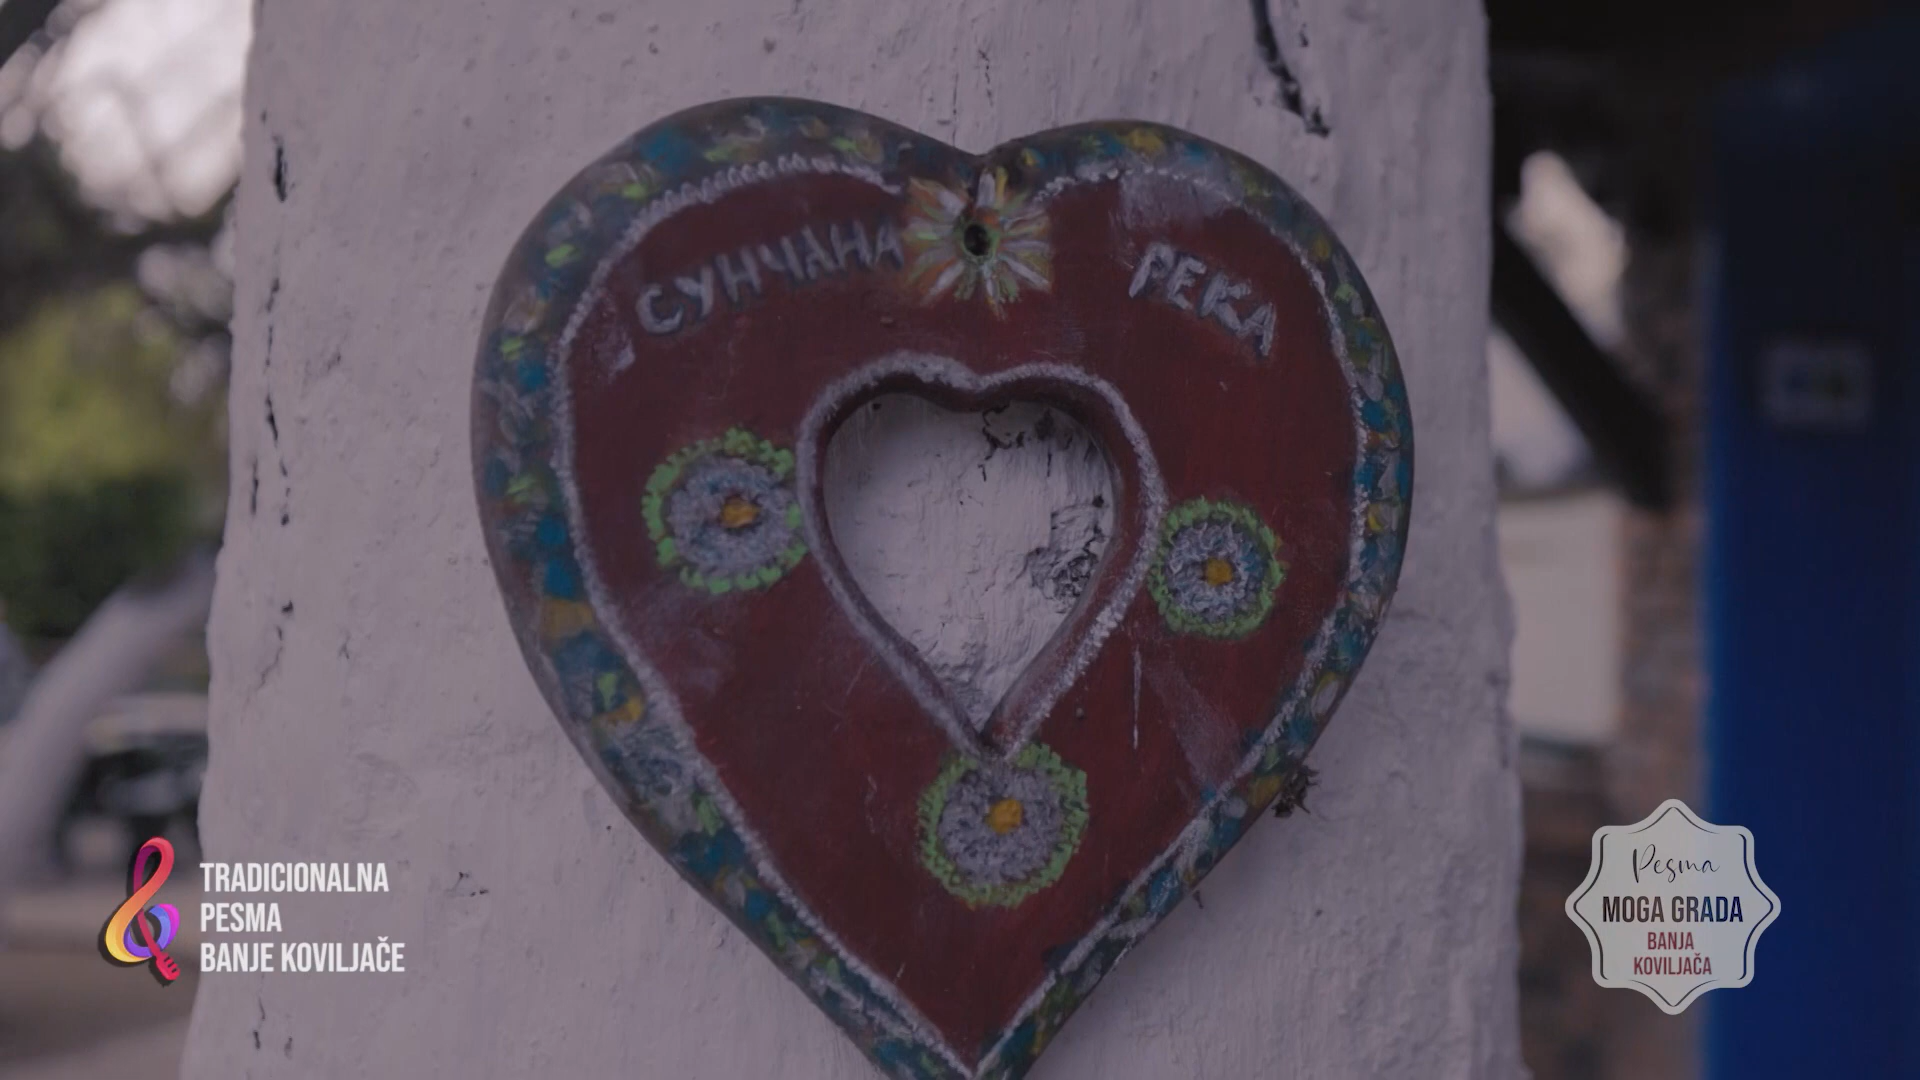 СУНЧАНА РЕКА
TRADICIONALNA
PESMA
BANJE KOVILJAČE
Pesma
MOGA GRADA
BANJA
KOVILJAČA